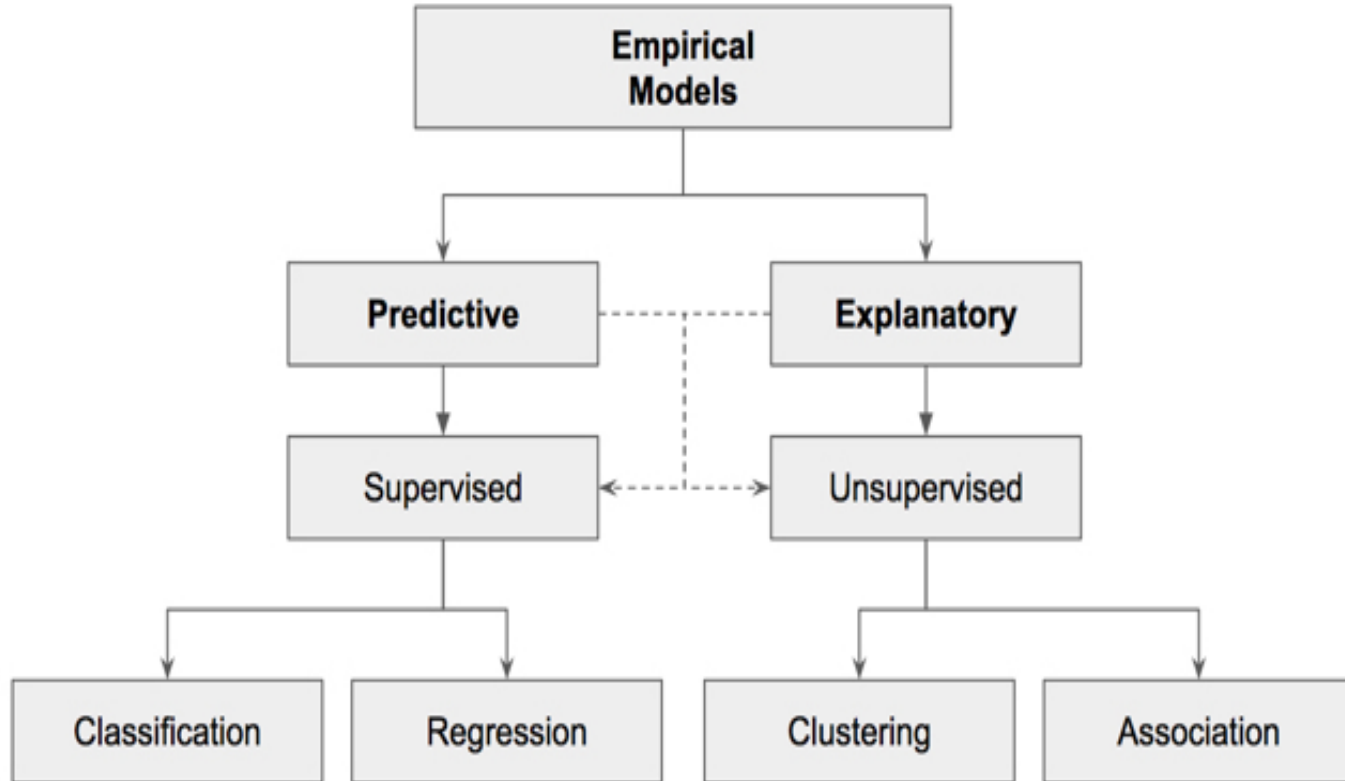 Empirical
Models
Predictive
Explanatory
Supervised
Unsupervised
Classification
Regression
Clustering
Association